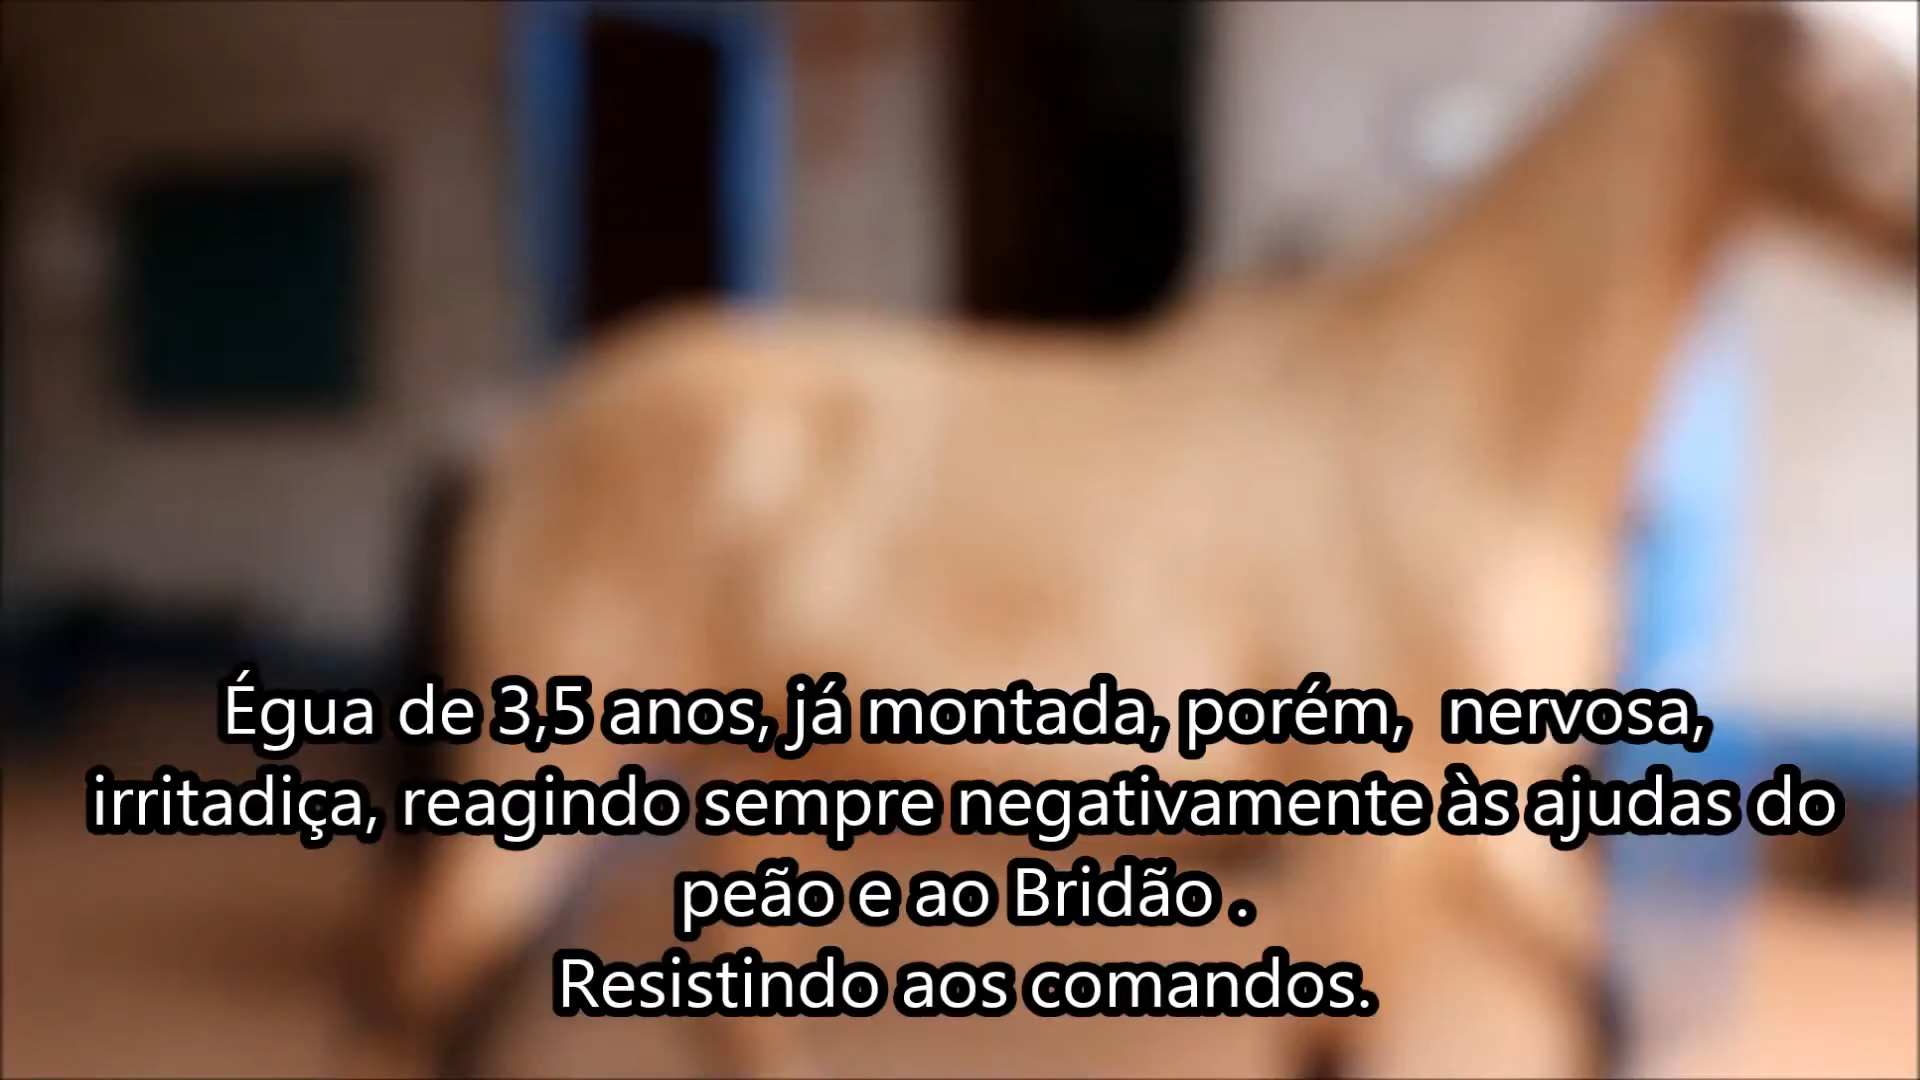 Égua de 3,5 anos, já montada, porém,  nervosa,
irritadiça, reagindo sempre negativamente às ajudas do
peão e ao Bridão .
Resistindo aos comandos.